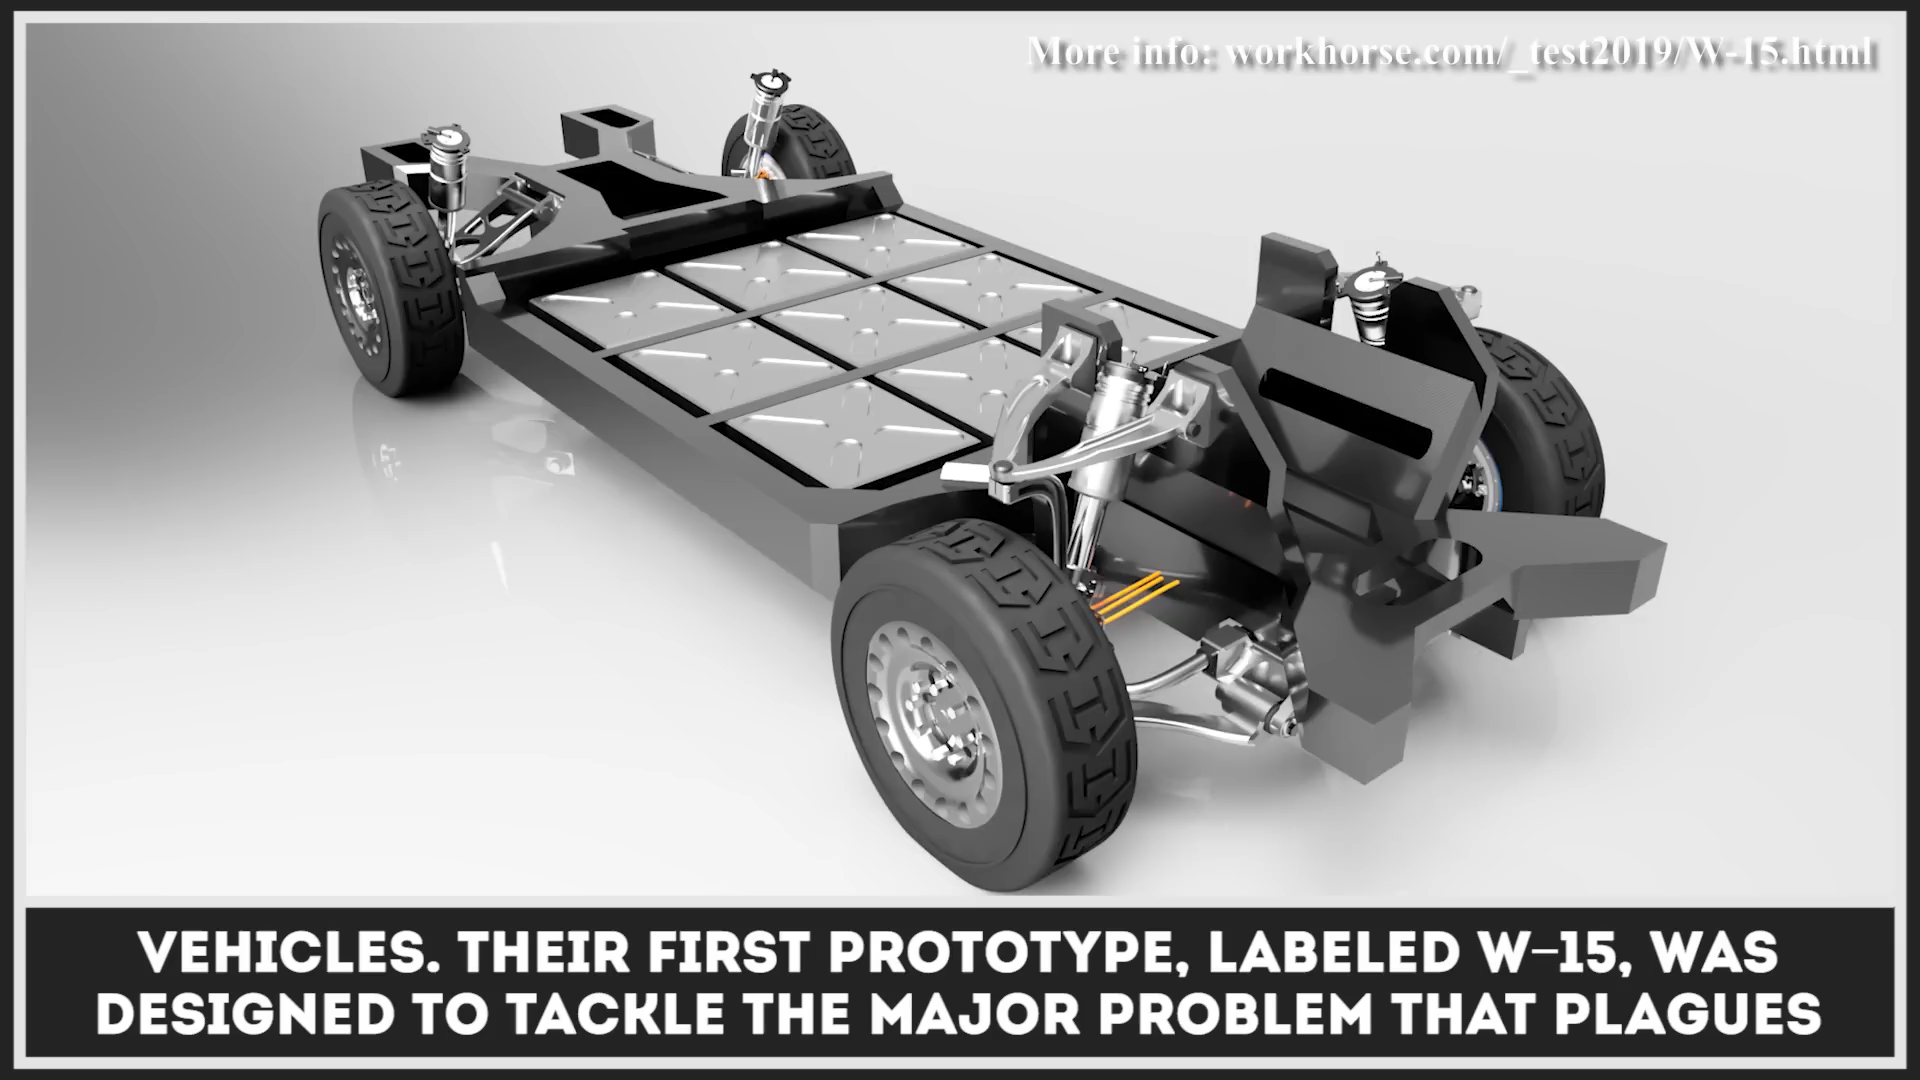 More info: workhorse.com/_test2019/W-15.html
VEHICLES. THEIR FIRST PROTOTYPE, LABELED W-15, WAS
DESIGNED TO TACKLE THE MAJOR PROBLEM THAT PLAGUES